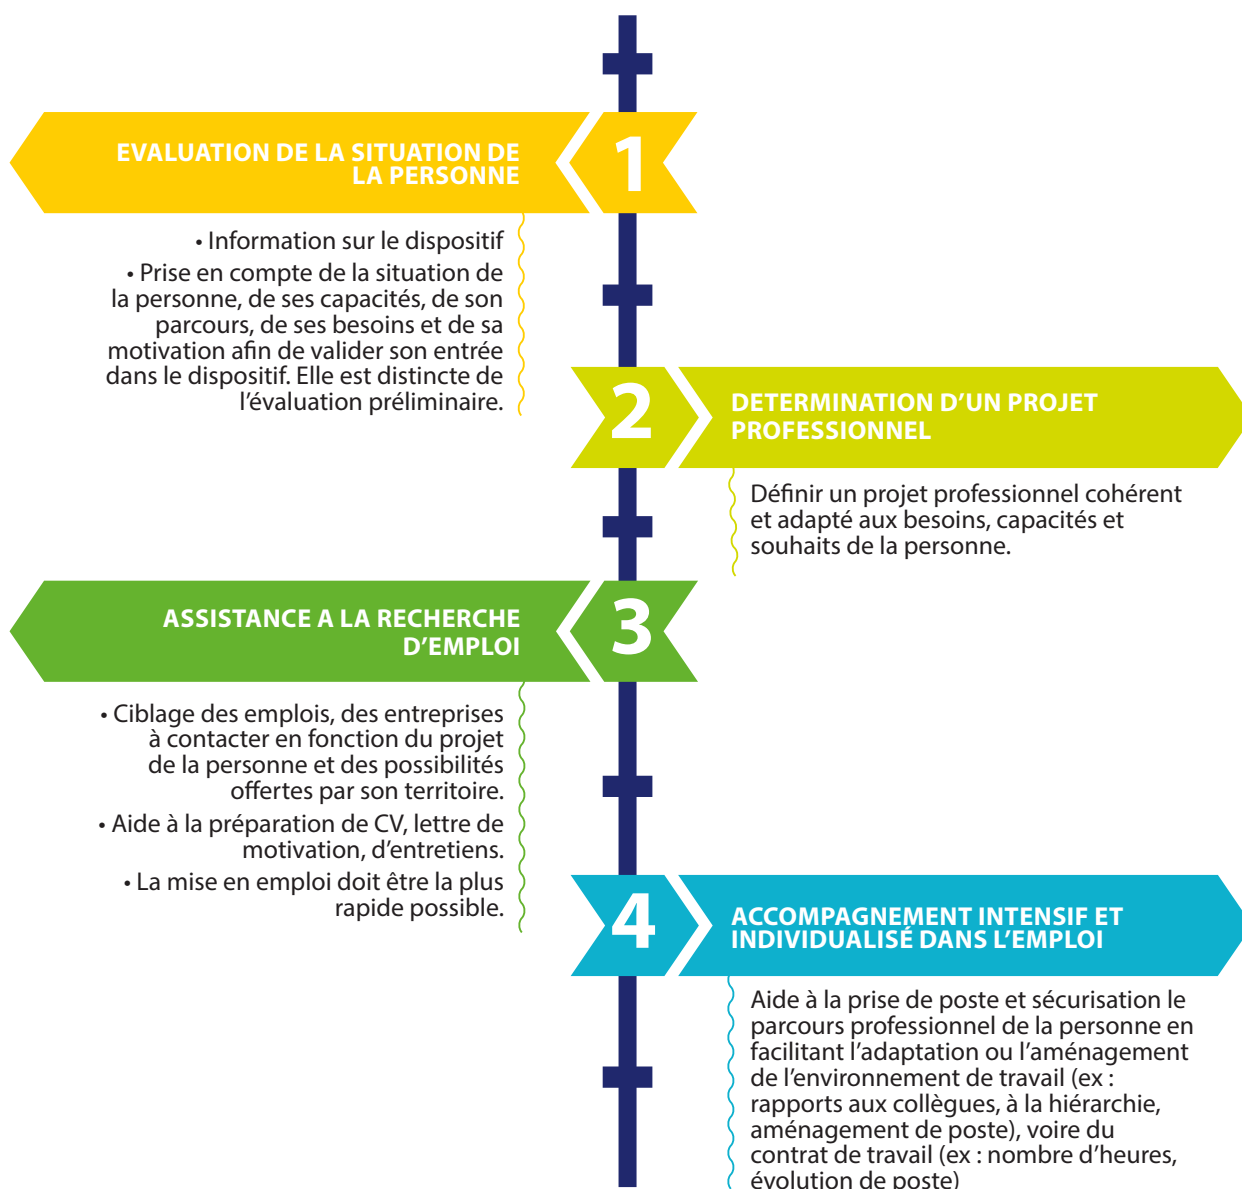 1
EVALUATION DE LA SITUATION DE
LA PERSONNE
• Information sur le dispositif
• Prise en compte de la situation de
la personne, de ses capacités, de son
parcours, de ses besoins et de sa
motivation afin de valider son entrée
dans le dispositif. Elle est distincte de
l’évaluation préliminaire.
2
DETERMINATION D’UN PROJET
PROFESSIONNEL
Définir un projet professionnel cohérent
et adapté aux besoins, capacités et
souhaits de la personne.
3
ASSISTANCE A LA RECHERCHE
D’EMPLOI
• Ciblage des emplois, des entreprises
à contacter en fonction du projet
de la personne et des possibilités
offertes par son territoire.
• Aide à la préparation de CV, lettre de
motivation, d’entretiens.
• La mise en emploi doit être la plus
rapide possible.
4
ACCOMPAGNEMENT INTENSIF ET
INDIVIDUALISÉ DANS L’EMPLOI
Aide à la prise de poste et sécurisation le
parcours professionnel de la personne en
facilitant l’adaptation ou l’aménagement
de l’environnement de travail (ex :
rapports aux collègues, à la hiérarchie,
aménagement de poste), voire du
contrat de travail (ex : nombre d’heures,
évolution de poste)